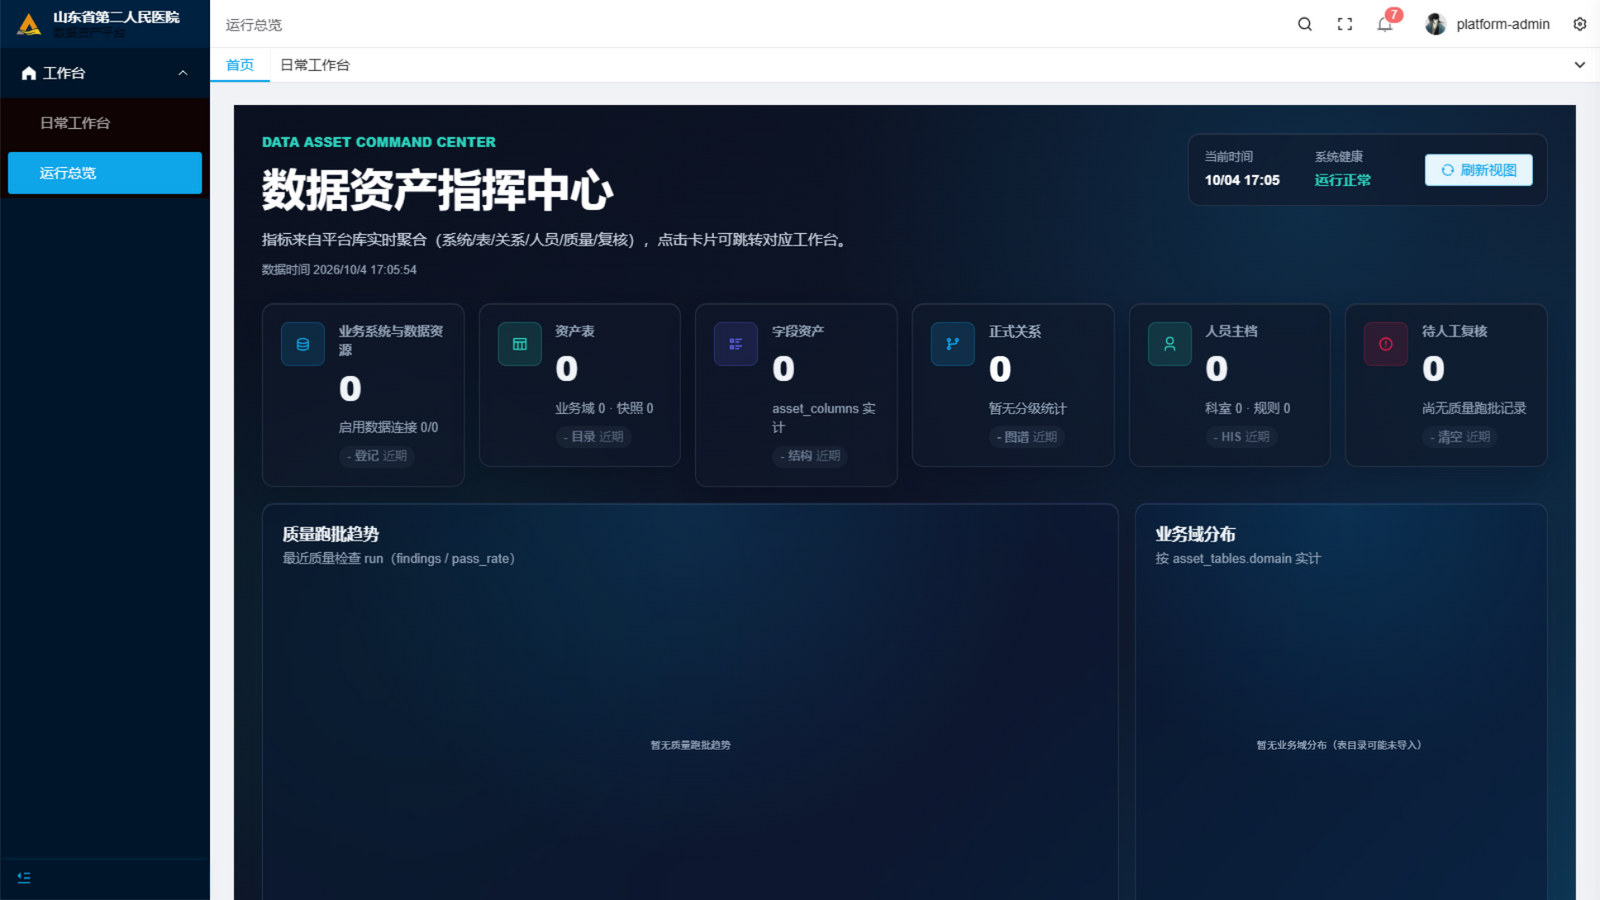 山东省第二人民医院
数据资产平台
工作台
日常工作台
运行总览
运行总览
7
platform-admin
首页
日常工作台
DATA ASSET COMMAND CENTER
数据资产指挥中心
指标来自平台库实时聚合（系统/表/关系/人员/质量/复核），点击卡片可跳转对应工作台。
数据时间 2026/10/4 17:05:54
当前时间
10/04 17:05
系统健康
运行正常
刷新视图
业务系统与数据资
源
0
启用数据连接 0/0
- 登记 近期
资产表
0
业务域 0 · 快照 0
- 目录 近期
字段资产
0
asset_columns 实
计
- 结构 近期
正式关系
0
暂无分级统计
- 图谱 近期
人员主档
0
科室 0 · 规则 0
- HIS 近期
待人工复核
0
尚无质量跑批记录
- 清空 近期
质量跑批趋势
最近质量检查 run（findings / pass_rate）
暂无质量跑批趋势
业务域分布
按 asset_tables.domain 实计
暂无业务域分布（表目录可能未导入）